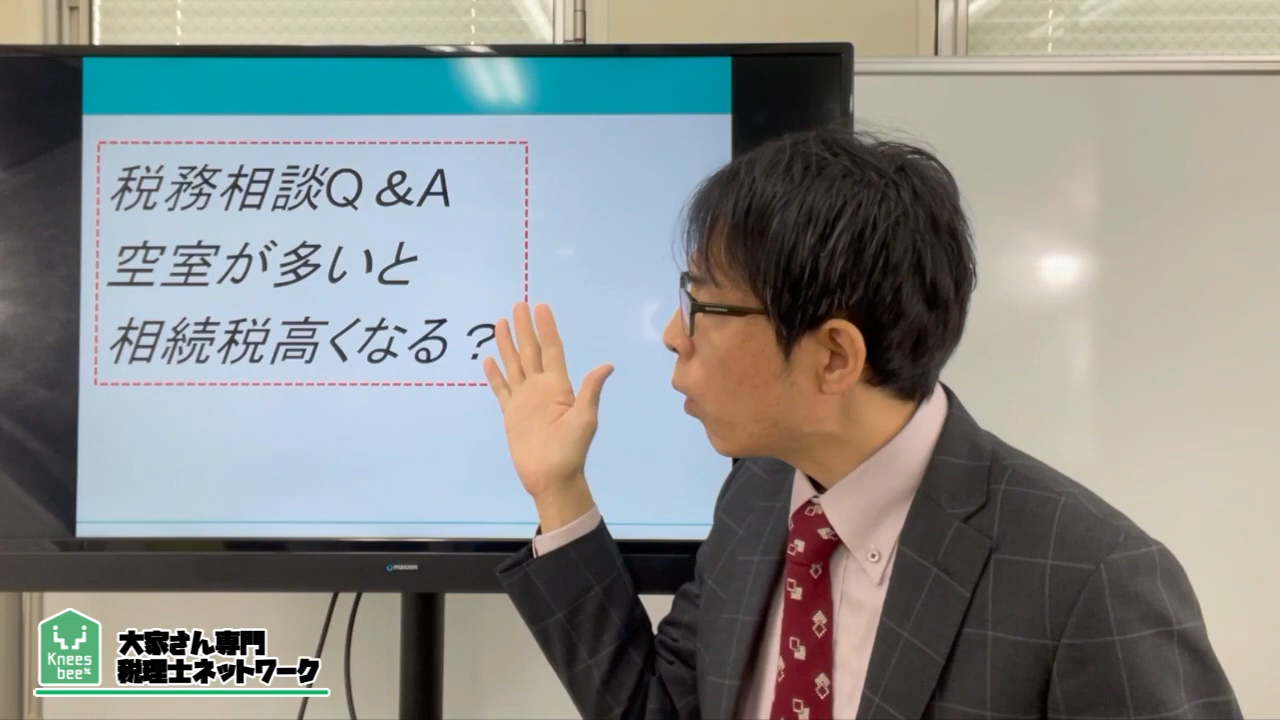 税務相談Q&A
空室が多いと
相続税高くなる?
Knees
bee
大家さん専門
税理士ネットワーク